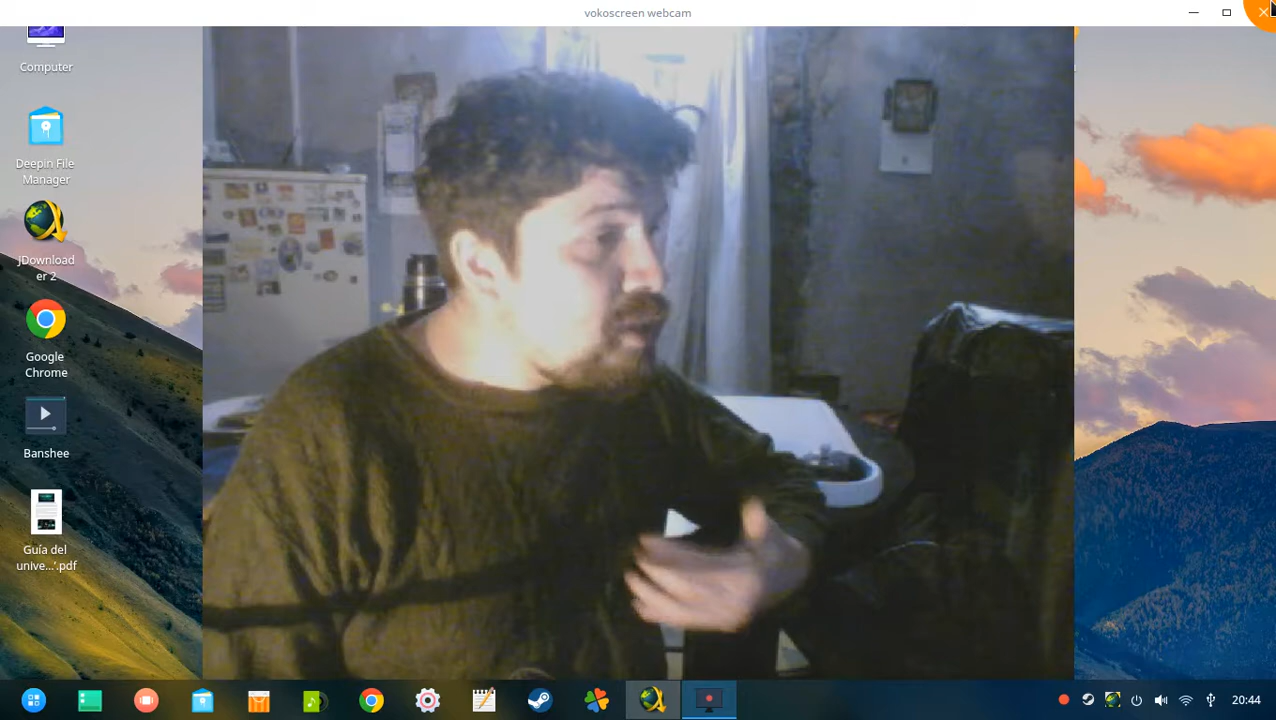 vokoscreen webcam
Computer
Deepin File
Manager
JDownload
er 2
Google
Chrome
Banshee
Guía del
unive...'.pdf
20:44